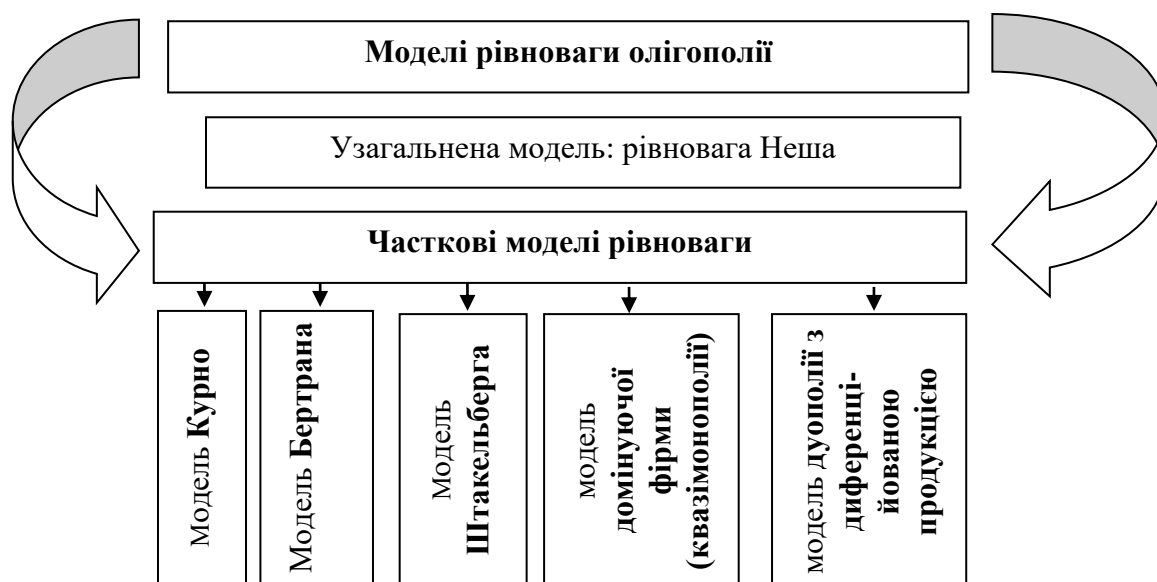 Моделі рівноваги олігополії
Узагальнена модель: рівновага Неша
Часткові моделі рівноваги
Модель Курно
Модель Бертрана
Модель
Штакельберга
модель
домінуючої
фірми
(квазімонополії)
модель дуополії з
диференці-
йованою
продукцією